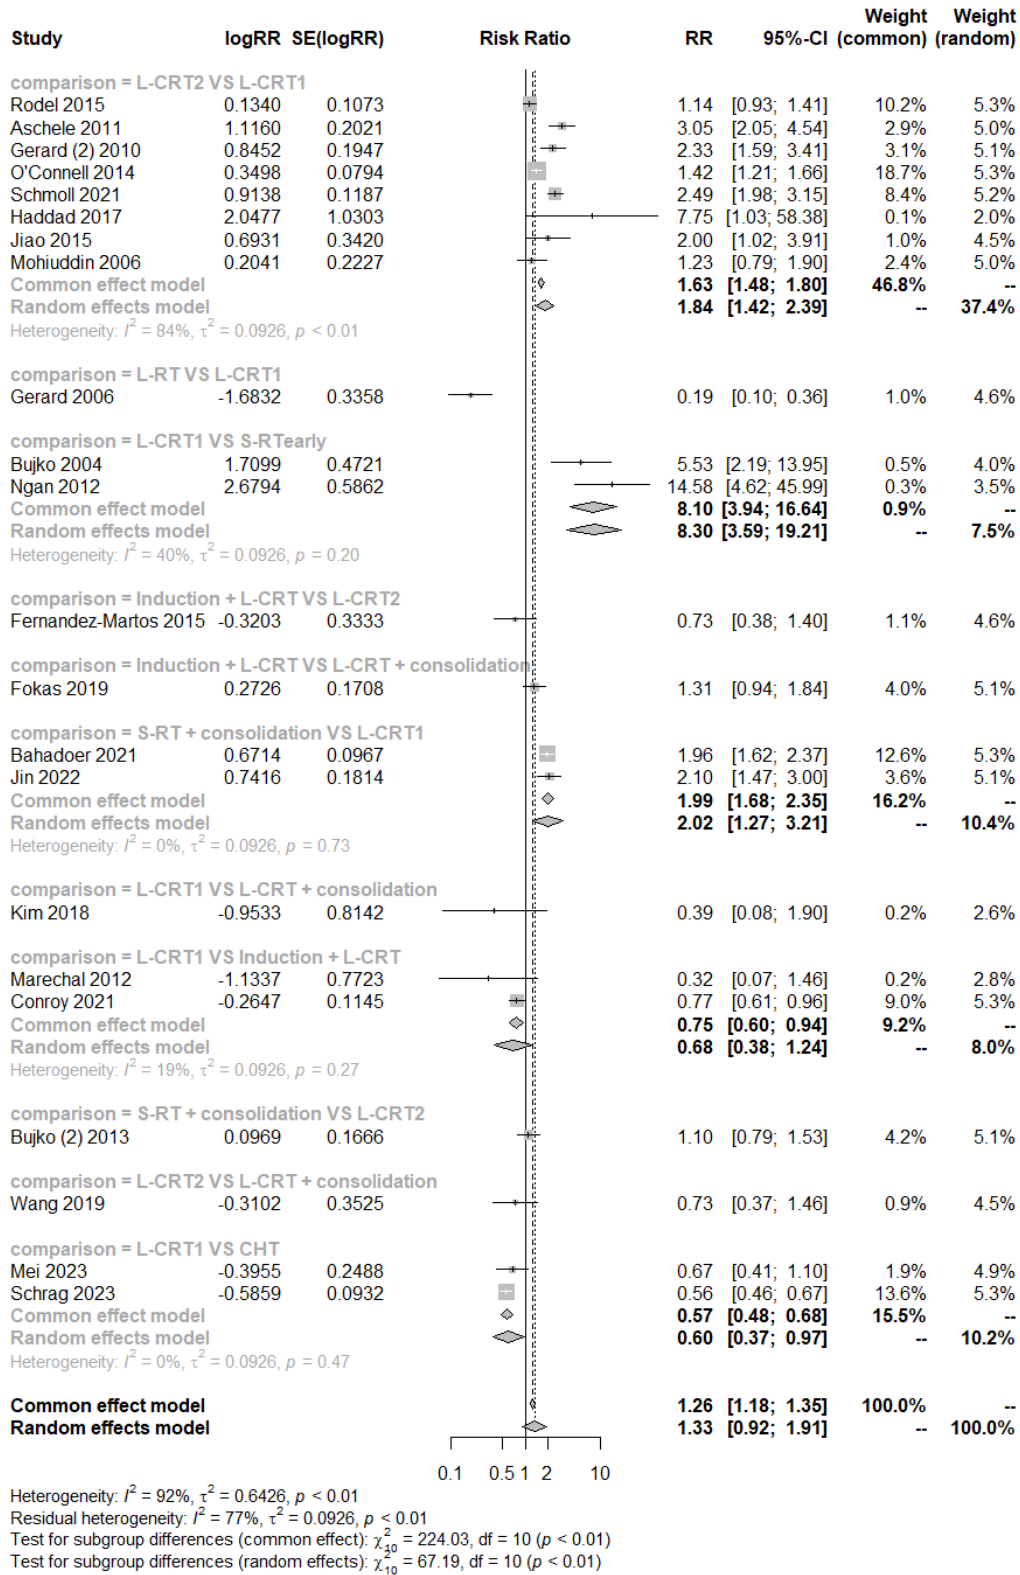 Study logRR SE(logRR) Risk Ratio RR 95%-CI Weight (common) Weight (random)
comparison = L-CRT2 VS L-CRT1
Rodel 2015 0.1340 0.1073 1.14 [0.93; 1.41] 10.2% 5.3%
Aschele 2011 1.1160 0.2021 3.05 [2.05; 4.54] 2.9% 5.0%
Gerard (2) 2010 0.8452 0.1947 2.33 [1.59; 3.41] 3.1% 5.1%
O'Connell 2014 0.3498 0.0794 1.42 [1.21; 1.66] 18.7% 5.3%
Schmoll 2021 0.9138 0.1187 2.49 [1.98; 3.15] 8.4% 5.2%
Haddad 2017 2.0477 1.0303 7.75 [1.03; 58.38] 0.1% 2.0%
Jiao 2015 0.6931 0.3420 2.00 [1.02; 3.91] 1.0% 4.5%
Mohiuddin 2006 0.2041 0.2227 1.23 [0.79; 1.90] 2.4% 5.0%
Common effect model 1.63 [1.48; 1.80] 46.8% --
Random effects model 1.84 [1.42; 2.39] -- 37.4%
Heterogeneity: I² = 84%, τ² = 0.0926, p < 0.01
comparison = L-RT VS L-CRT1
Gerard 2006 -1.6832 0.3358 0.19 [0.10; 0.36] 1.0% 4.6%
comparison = L-CRT1 VS S-RTearly
Bujko 2004 1.7099 0.4721 5.53 [2.19; 13.95] 0.5% 4.0%
Ngan 2012 2.6794 0.5862 14.58 [4.62; 45.99] 0.3% 3.5%
Common effect model 8.10 [3.94; 16.64] 0.9% --
Random effects model 8.30 [3.59; 19.21] -- 7.5%
Heterogeneity: I² = 40%, τ² = 0.0926, p = 0.20
comparison = Induction + L-CRT VS L-CRT2
Fernandez-Martos 2015 -0.3203 0.3333 0.73 [0.38; 1.40] 1.1% 4.6%
comparison = Induction + L-CRT VS L-CRT + consolidation
Fokas 2019 0.2726 0.1708 1.31 [0.94; 1.84] 4.0% 5.1%
comparison = S-RT + consolidation VS L-CRT1
Bahadoer 2021 0.6714 0.0967 1.96 [1.62; 2.37] 12.6% 5.3%
Jin 2022 0.7416 0.1814 2.10 [1.47; 3.00] 3.6% 5.1%
Common effect model 1.99 [1.68; 2.35] 16.2% --
Random effects model 2.02 [1.27; 3.21] -- 10.4%
Heterogeneity: I² = 0%, τ² = 0.0926, p = 0.73
comparison = L-CRT1 VS L-CRT + consolidation
Kim 2018 -0.9533 0.8142 0.39 [0.08; 1.90] 0.2% 2.6%
comparison = L-CRT1 VS Induction + L-CRT
Marechal 2012 -1.1337 0.7723 0.32 [0.07; 1.46] 0.2% 2.8%
Conroy 2021 -0.2647 0.1145 0.77 [0.61; 0.96] 9.0% 5.3%
Common effect model 0.75 [0.60; 0.94] 9.2% --
Random effects model 0.68 [0.38; 1.24] -- 8.0%
Heterogeneity: I² = 19%, τ² = 0.0926, p = 0.27
comparison = S-RT + consolidation VS L-CRT2
Bujko (2) 2013 0.0969 0.1666 1.10 [0.79; 1.53] 4.2% 5.1%
comparison = L-CRT2 VS L-CRT + consolidation
Wang 2019 -0.3102 0.3525 0.73 [0.37; 1.46] 0.9% 4.5%
comparison = L-CRT1 VS CHT
Mei 2023 -0.3955 0.2488 0.67 [0.41; 1.10] 1.9% 4.9%
Schrag 2023 -0.5859 0.0932 0.56 [0.46; 0.67] 13.6% 5.3%
Common effect model 0.57 [0.48; 0.68] 15.5% --
Random effects model 0.60 [0.37; 0.97] -- 10.2%
Heterogeneity: I² = 0%, τ² = 0.0926, p = 0.47
Common effect model 1.26 [1.18; 1.35] 100.0% --
Random effects model 1.33 [0.92; 1.91] -- 100.0%
0.1 0.5 1 2 10
Heterogeneity: I² = 92%, τ² = 0.6426, p < 0.01
Residual heterogeneity: I² = 77%, τ² = 0.0926, p < 0.01
Test for subgroup differences (common effect): χ²₁₀ = 224.03, df = 10 (p < 0.01)
Test for subgroup differences (random effects): χ²₁₀ = 67.19, df = 10 (p < 0.01)